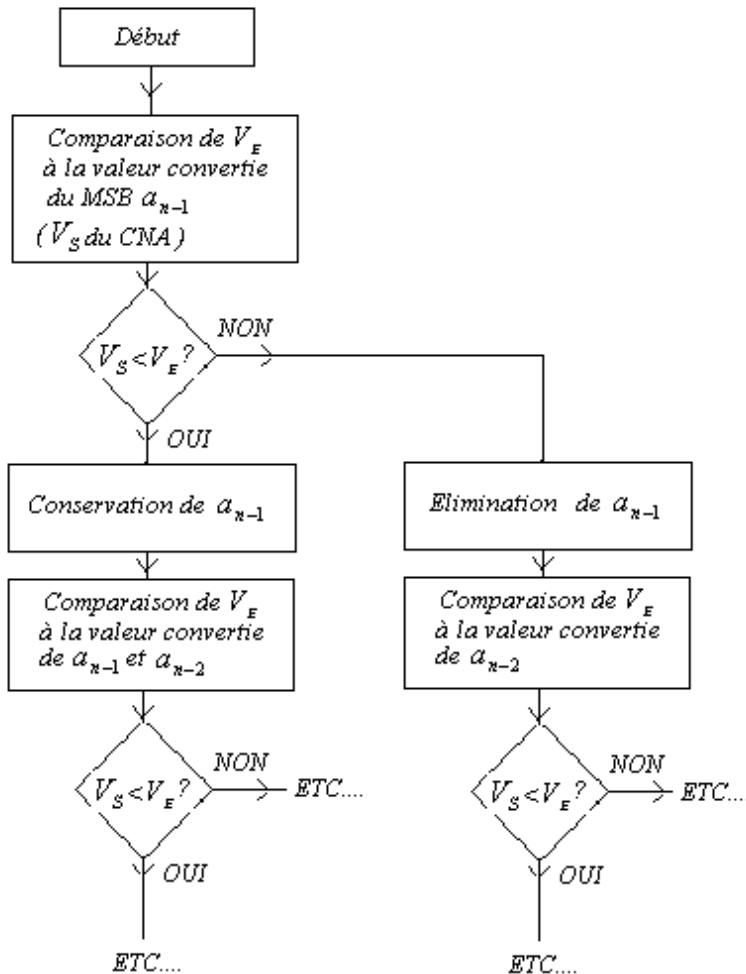 Début
Comparaison de V_E
à la valeur convertie
du MSB a_{n-1}
(V_S du CNA)
V_S<V_E?
NON
OUI
Conservation de a_{n-1}
Elimination de a_{n-1}
Comparaison de V_E
à la valeur convertie
de a_{n-1} et a_{n-2}
Comparaison de V_E
à la valeur convertie
de a_{n-2}
V_S<V_E?
NON
ETC....
OUI
ETC....
V_S<V_E?
NON
ETC....
OUI
ETC....